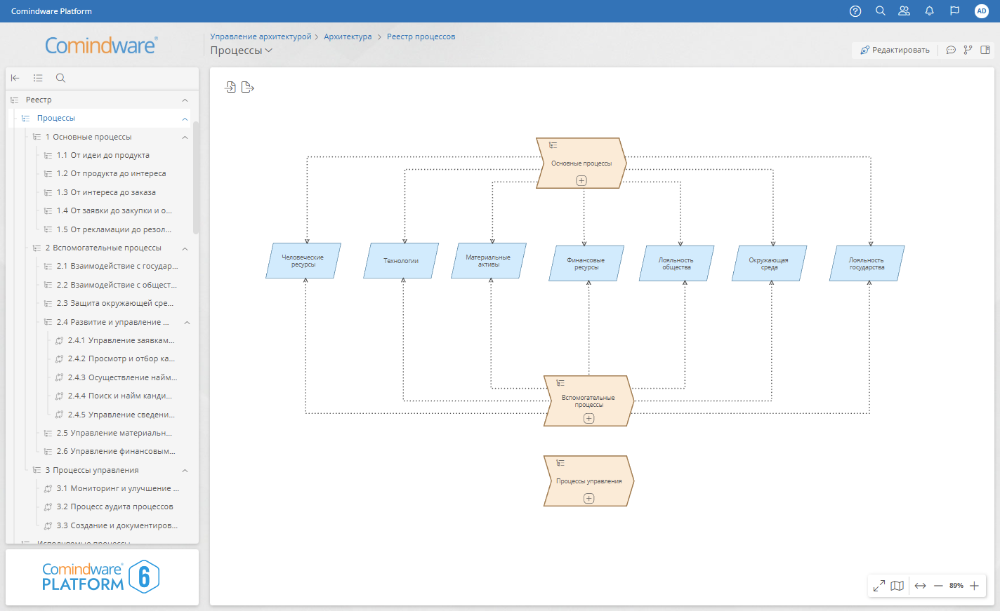 Comindware Platform
AD
Comindware®
Управление архитектурой > Архитектура > Реестр процессов
Процессы
Редактировать
Реестр
Процессы
1 Основные процессы
1.1 От идеи до продукта
1.2 От продукта до интереса
1.3 От интереса до заказа
1.4 От заявки до закупки и о...
1.5 От рекламации до резол...
2 Вспомогательные процессы
2.1 Взаимодействие с государ...
2.2 Взаимодействие с общест...
2.3 Защита окружающей сре...
2.4 Развитие и управление ...
2.4.1 Управление заявкам...
2.4.2 Просмотр и отбор ка...
2.4.3 Осуществление найм...
2.4.4 Поиск и найм канди...
2.4.5 Управление сведени...
2.5 Управление материальн...
2.6 Управление финансовым...
3 Процессы управления
3.1 Мониторинг и улучшение ...
3.2 Процесс аудита процессов
3.3 Создание и документиров...
Исполняемые процессы
Comindware®
PLATFORM 6
Основные процессы
Человеческие
ресурсы
Технологии
Материальные
активы
Финансовые
ресурсы
Лояльность
общества
Окружающая
среда
Лояльность
государства
Вспомогательные
процессы
Процессы управления
89%